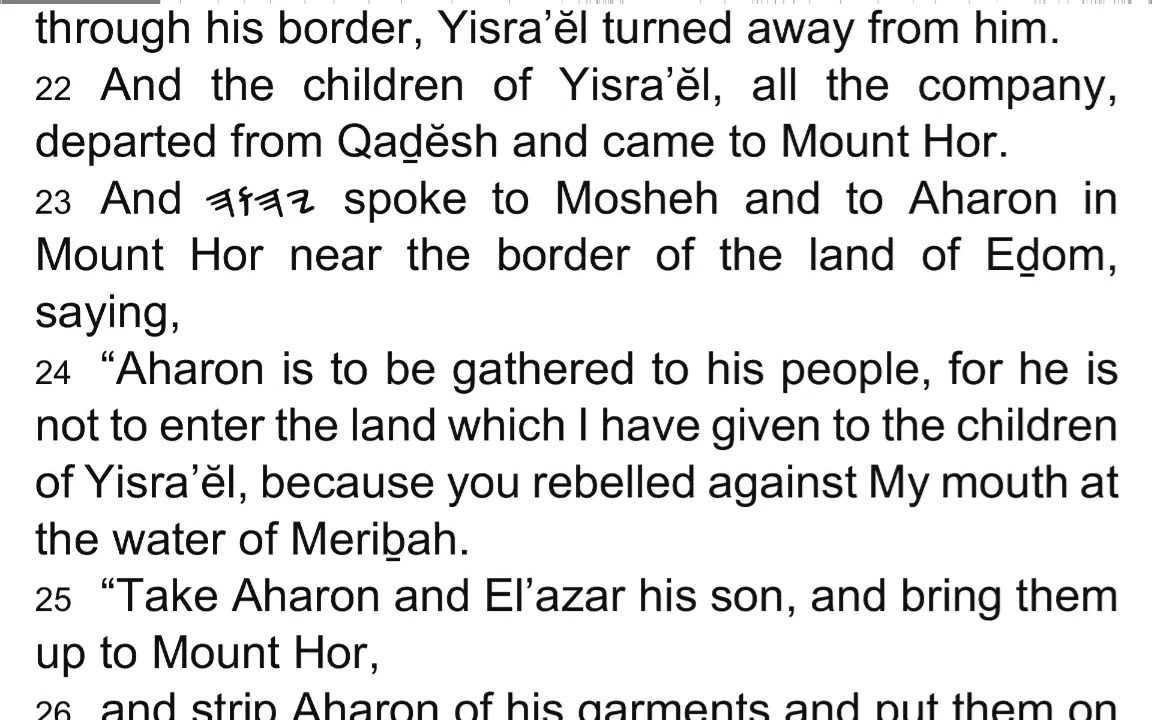 through his border, Yisra’ĕl turned away from him.
22 And the children of Yisra’ĕl, all the company,
departed from Qaḏĕsh and came to Mount Hor.
23 And 𐤉𐤄𐤅𐤄 spoke to Mosheh and to Aharon in
Mount Hor near the border of the land of Eḏom,
saying,
24 “Aharon is to be gathered to his people, for he is
not to enter the land which I have given to the children
of Yisra’ĕl, because you rebelled against My mouth at
the water of Meriḇah.
25 “Take Aharon and El’azar his son, and bring them
up to Mount Hor,
26 and strip Aharon of his garments and put them on